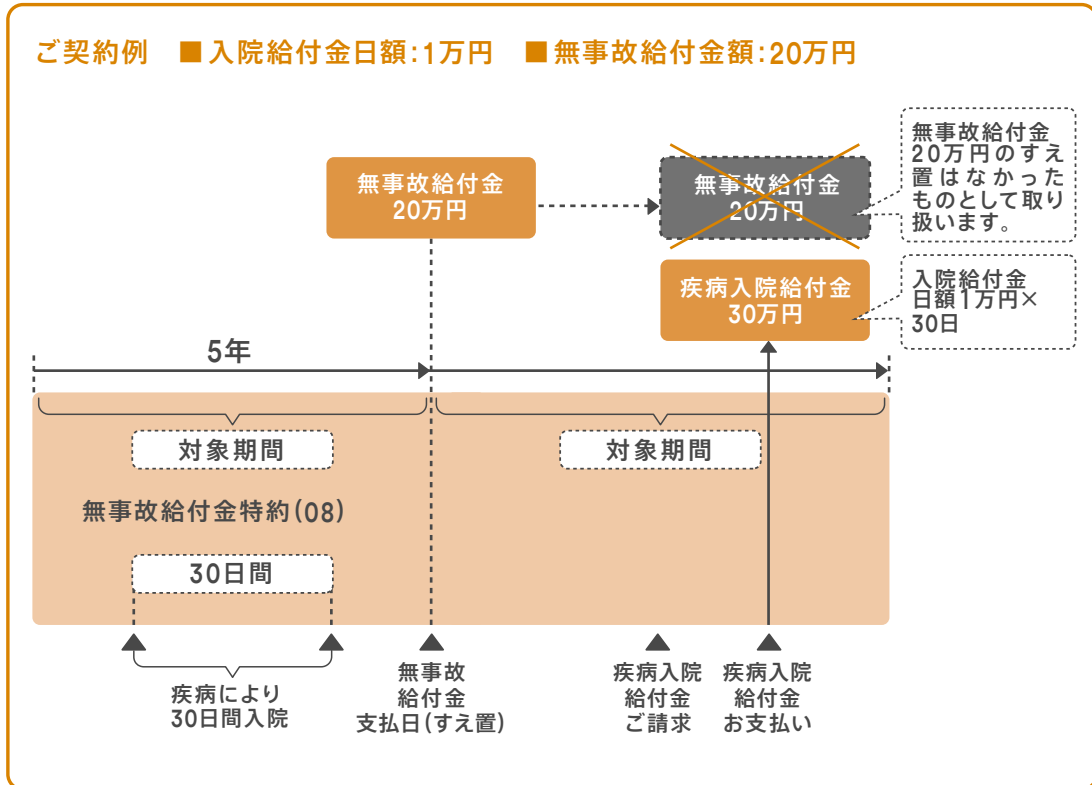 ご契約例 ■入院給付金日額:1万円 ■無事故給付金額:20万円
無事故給付金
20万円
無事故給付金
20万円
無事故給付金
20万円のすえ
置はなかった
ものとして取り
扱います。
疾病入院給付金
30万円
入院給付金
日額1万円×
30日
5年
対象期間
対象期間
無事故給付金特約(08)
30日間
疾病により
30日間入院
無事故
給付金
支払日(すえ置)
疾病入院
給付金
ご請求
疾病入院
給付金
お支払い